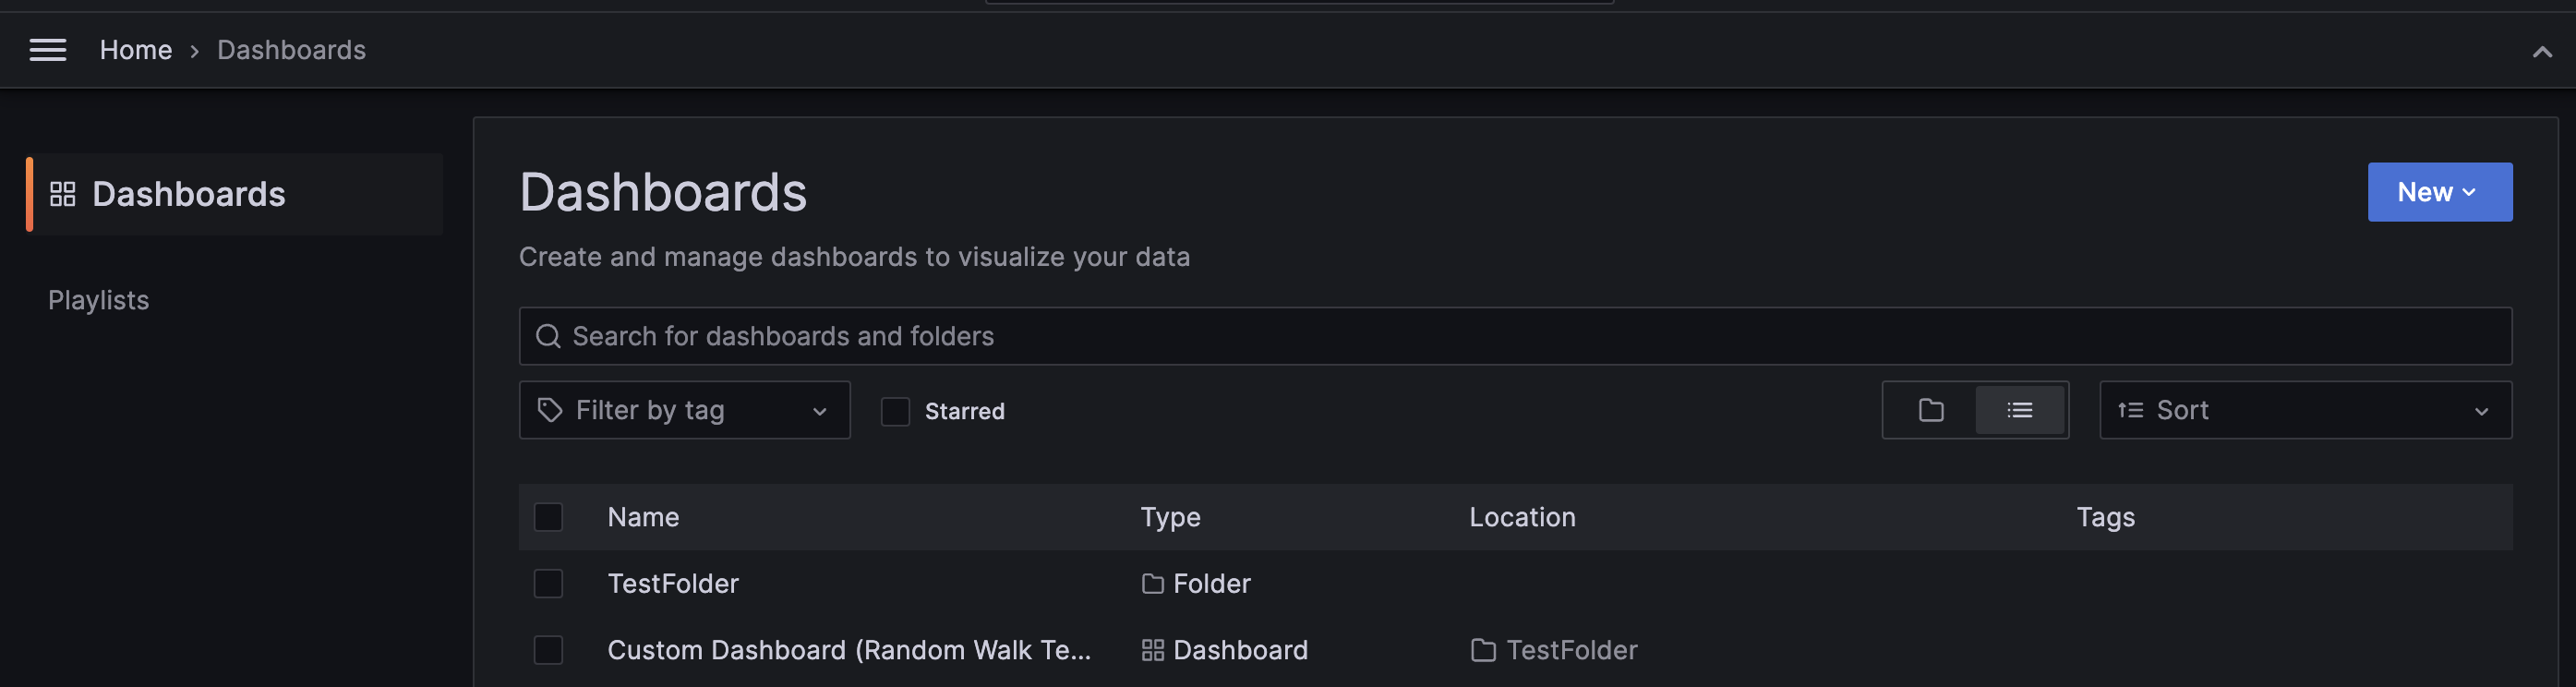 Home › Dashboards
Dashboards
Playlists
Dashboards
New
Create and manage dashboards to visualize your data
Search for dashboards and folders
Filter by tag
Starred
Sort
Name Type Location Tags
TestFolder Folder
Custom Dashboard (Random Walk Te... Dashboard TestFolder